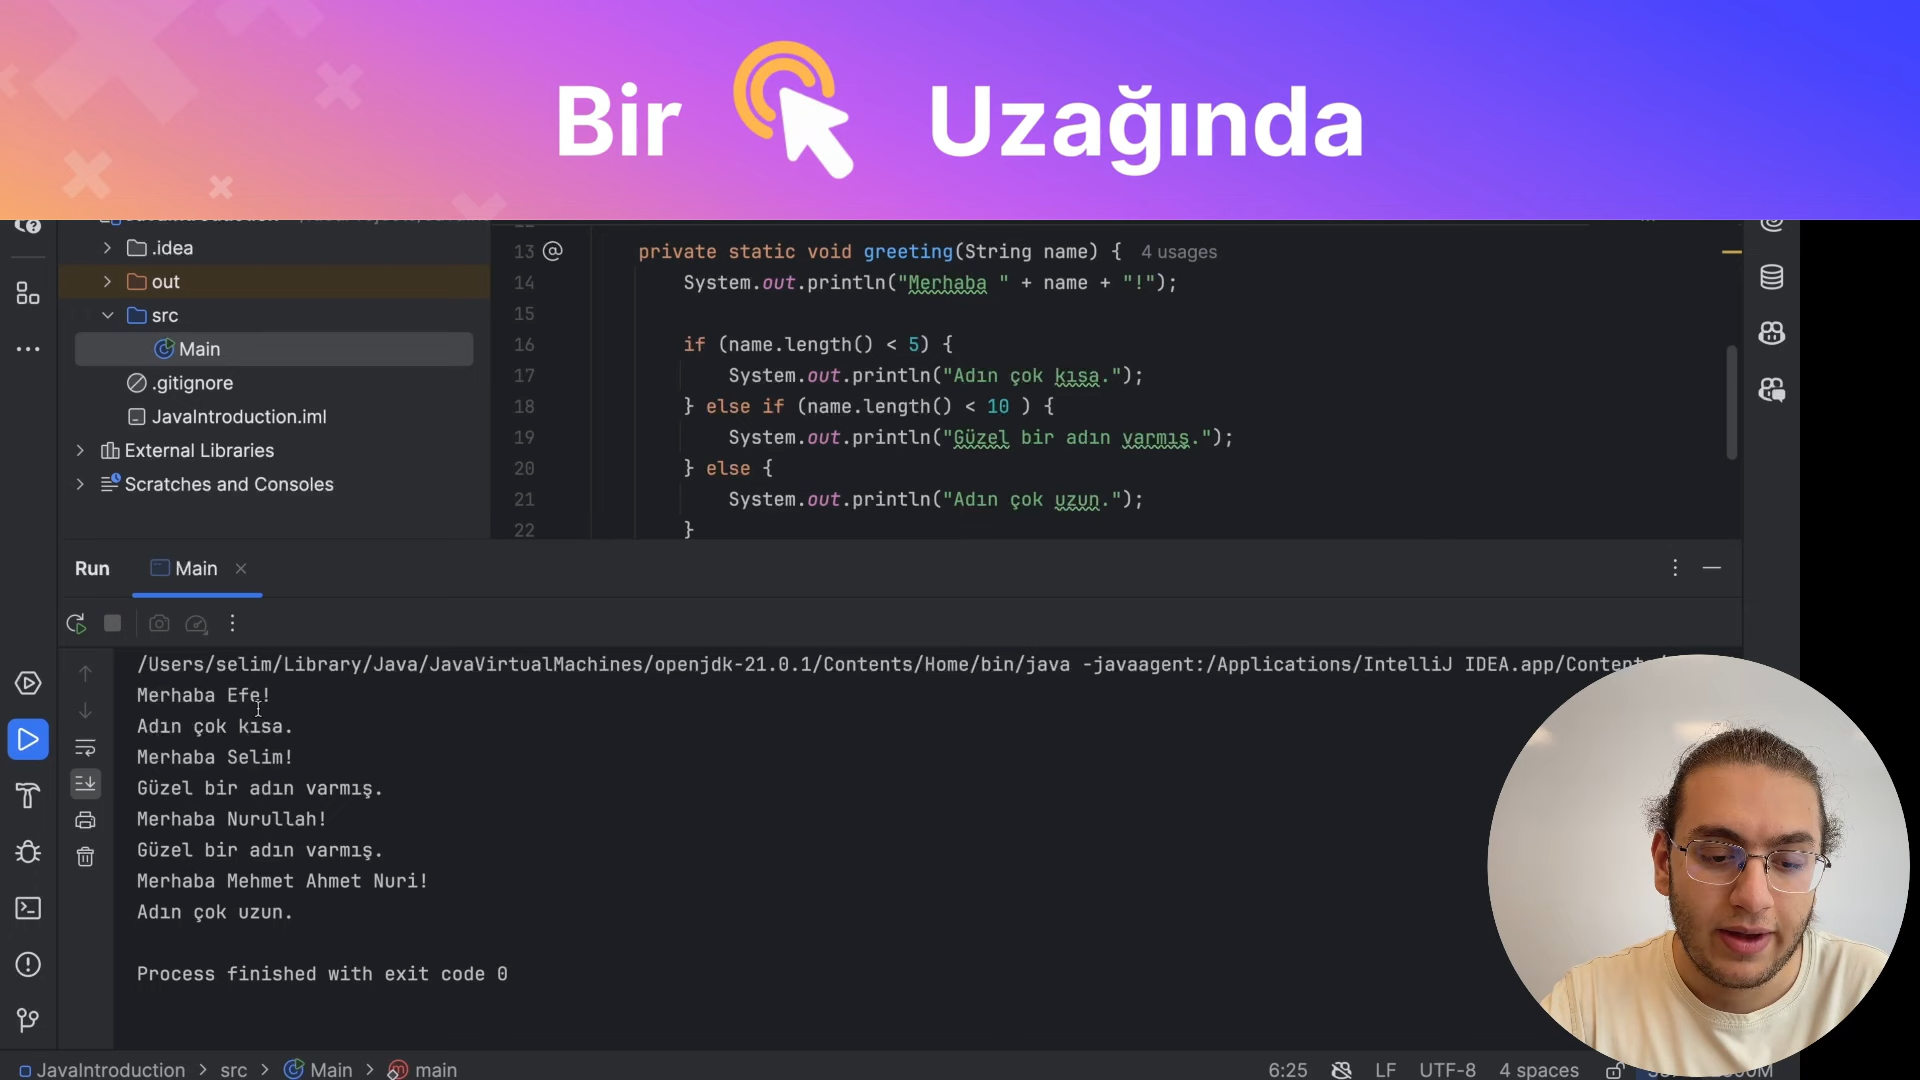 Bir Uzağında
.idea
out
src
Main
.gitignore
JavaIntroduction.iml
External Libraries
Scratches and Consoles
13 private static void greeting(String name) { 4 usages
14 System.out.println("Merhaba " + name + "!");
15
16 if (name.length() < 5) {
17 System.out.println("Adın çok kısa.");
18 } else if (name.length() < 10 ) {
19 System.out.println("Güzel bir adın varmış.");
20 } else {
21 System.out.println("Adın çok uzun.");
22 }
Run Main
/Users/selim/Library/Java/JavaVirtualMachines/openjdk-21.0.1/Contents/Home/bin/java -javaagent:/Applications/IntelliJ IDEA.app/Contents
Merhaba Efe!
Adın çok kısa.
Merhaba Selim!
Güzel bir adın varmış.
Merhaba Nurullah!
Güzel bir adın varmış.
Merhaba Mehmet Ahmet Nuri!
Adın çok uzun.
Process finished with exit code 0
JavaIntroduction > src > Main > main
6:25 LF UTF-8 4 spaces